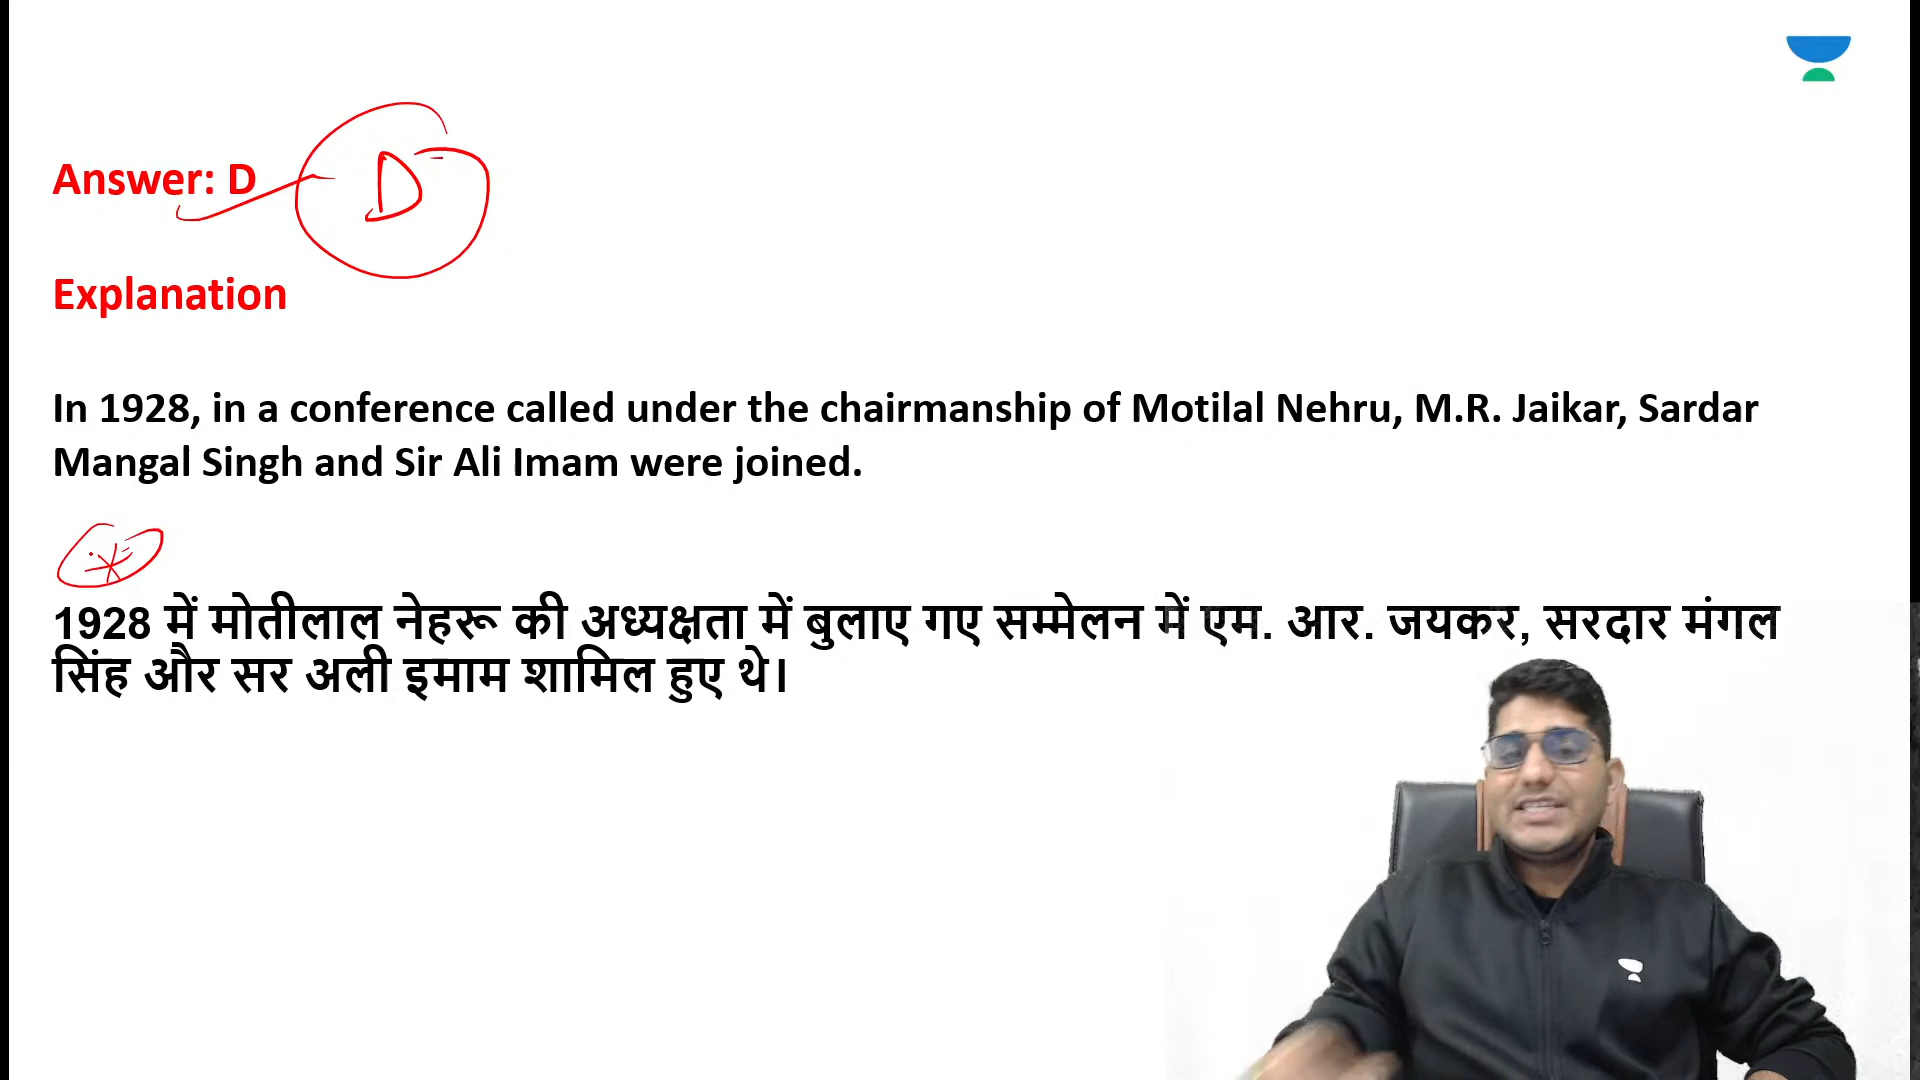 Answer: D
D
Explanation
In 1928, in a conference called under the chairmanship of Motilal Nehru, M.R. Jaikar, Sardar
Mangal Singh and Sir Ali Imam were joined.
1928 में मोतीलाल नेहरू की अध्यक्षता में बुलाए गए सम्मेलन में एम. आर. जयकर, सरदार मंगल
सिंह और सर अली इमाम शामिल हुए थे।